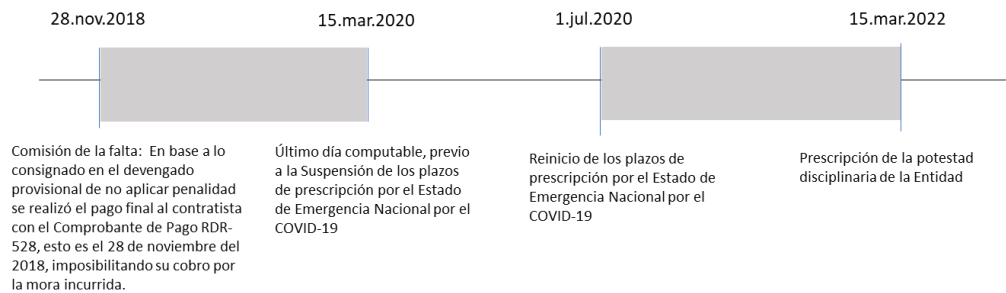 28.nov.2018
15.mar.2020
1.jul.2020
15.mar.2022
Comisión de la falta: En base a lo
consignado en el devengado
provisional de no aplicar penalidad
se realizó el pago final al contratista
con el Comprobante de Pago RDR-
528, esto es el 28 de noviembre del
2018, imposibilitando su cobro por
la mora incurrida.
Último día computable, previo
a la Suspensión de los plazos
de prescripción por el Estado
de Emergencia Nacional por el
COVID-19
Reinicio de los plazos de
prescripción por el Estado de
Emergencia Nacional por el
COVID-19
Prescripción de la potestad
disciplinaria de la Entidad